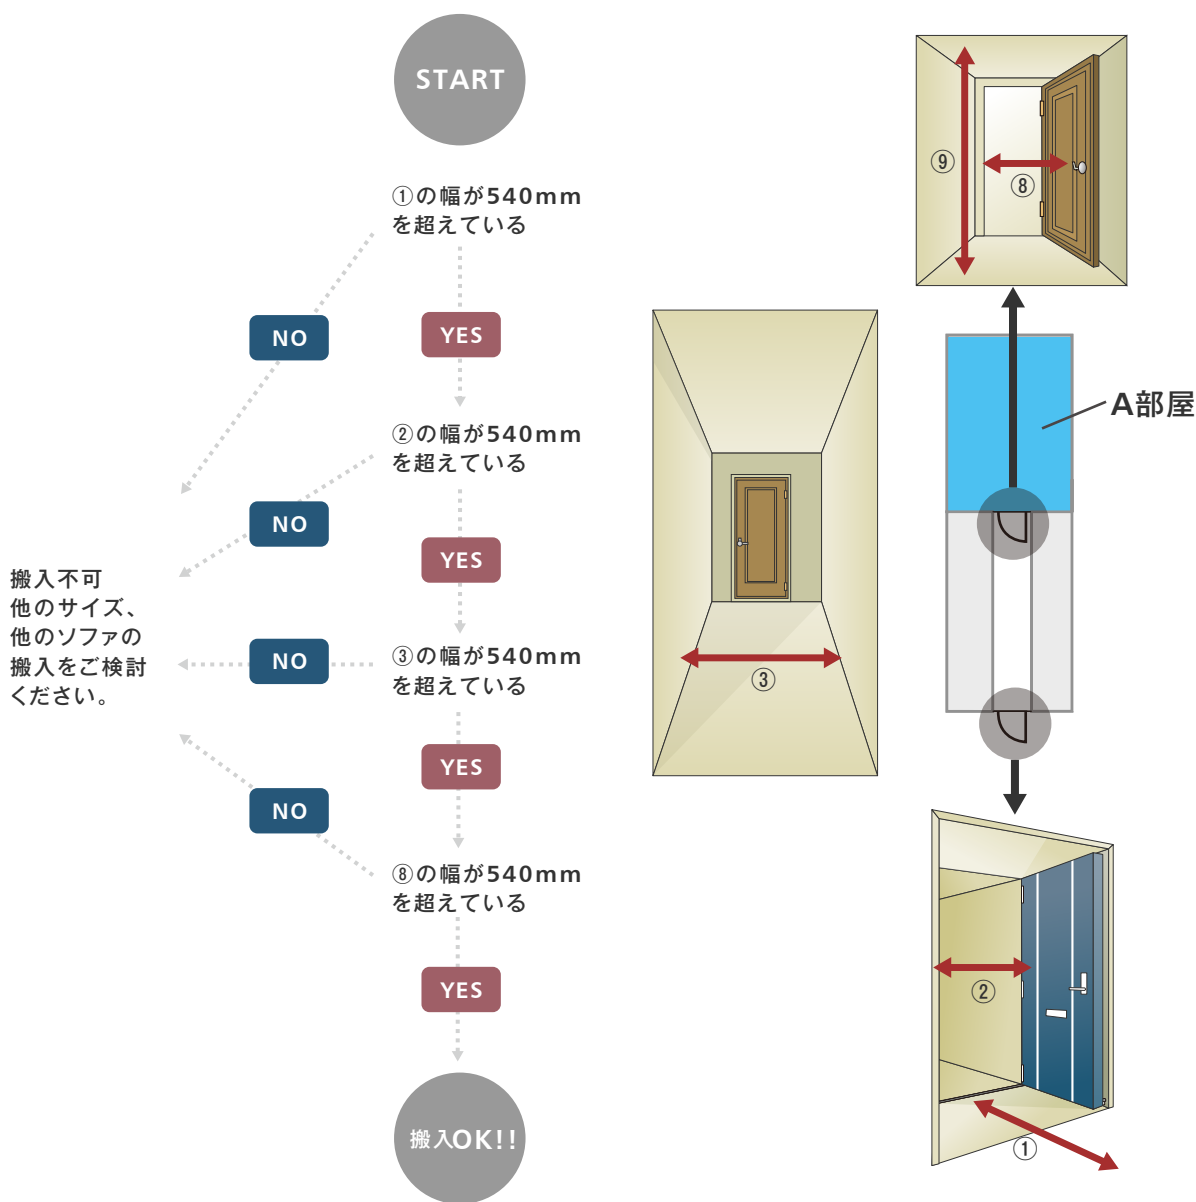 START
①の幅が540mm
を超えている
NO
YES
②の幅が540mm
を超えている
NO
YES
搬入不可
他のサイズ、
他のソファの
搬入をご検討
ください。
③の幅が540mm
を超えている
NO
YES
⑧の幅が540mm
を超えている
NO
YES
搬入OK!!
⑨
⑧
A部屋
③
②
①